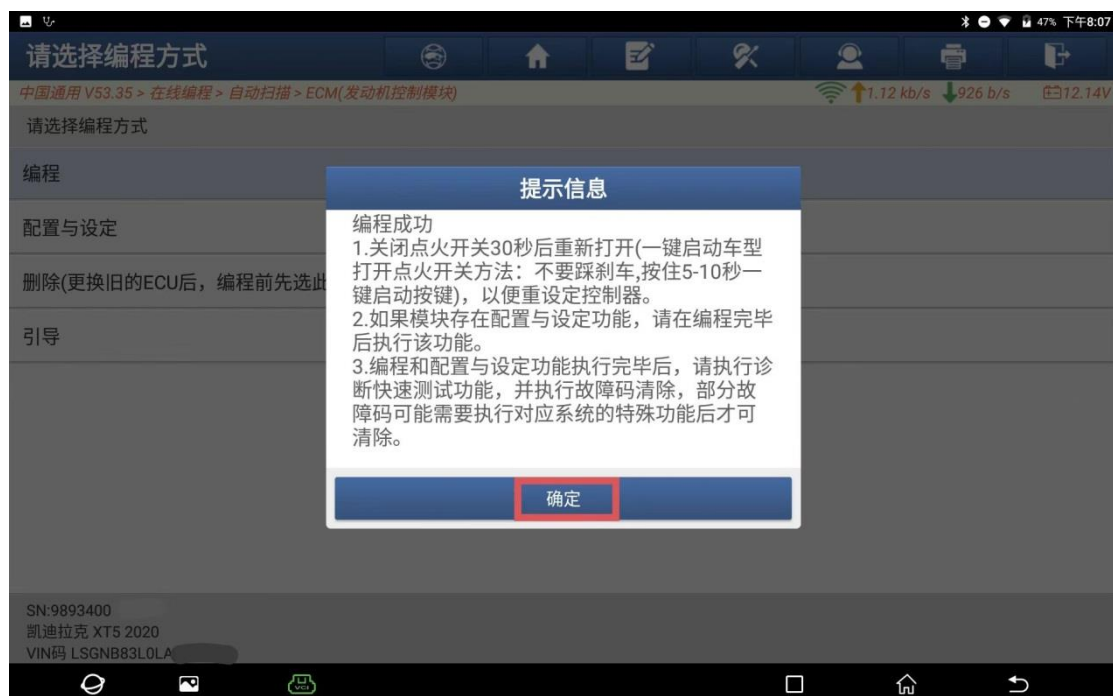 47% 下午8:07
请选择编程方式
中国通用 V53.35 > 在线编程 > 自动扫描 > ECM(发动机控制模块)
1.12 kb/s 926 b/s 12.14V
请选择编程方式
编程
配置与设定
删除(更换旧的ECU后，编程前先选此
引导
提示信息
编程成功
1.关闭点火开关30秒后重新打开(一键启动车型
打开点火开关方法：不要踩刹车,按住5-10秒一
键启动按键)，以便重设定控制器。
2.如果模块存在配置与设定功能，请在编程完毕
后执行该功能。
3.编程和配置与设定功能执行完毕后，请执行诊
断快速测试功能，并执行故障码清除，部分故
障码可能需要执行对应系统的特殊功能后才可
清除。
确定
SN:9893400
凯迪拉克 XT5 2020
VIN码 LSGNB83L0LA
VCI